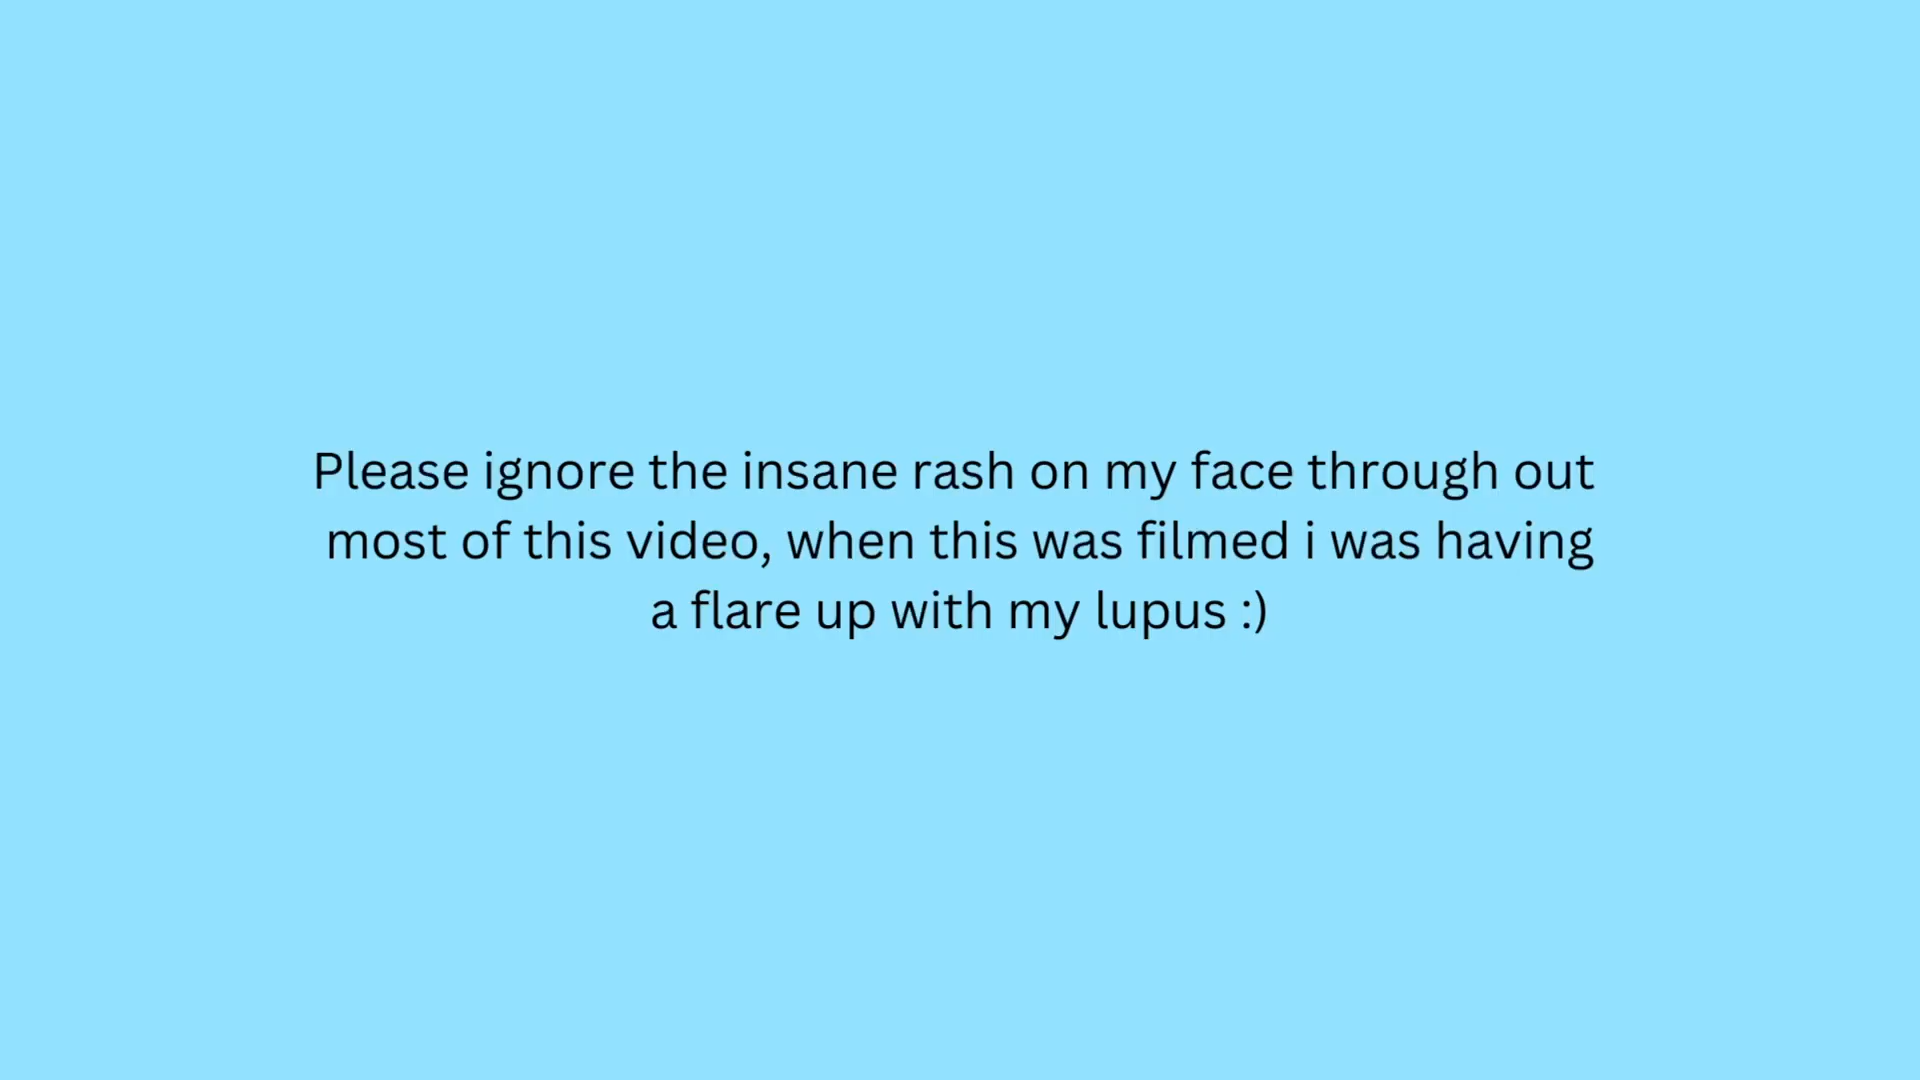 Please ignore the insane rash on my face through out
most of this video, when this was filmed i was having
a flare up with my lupus :)